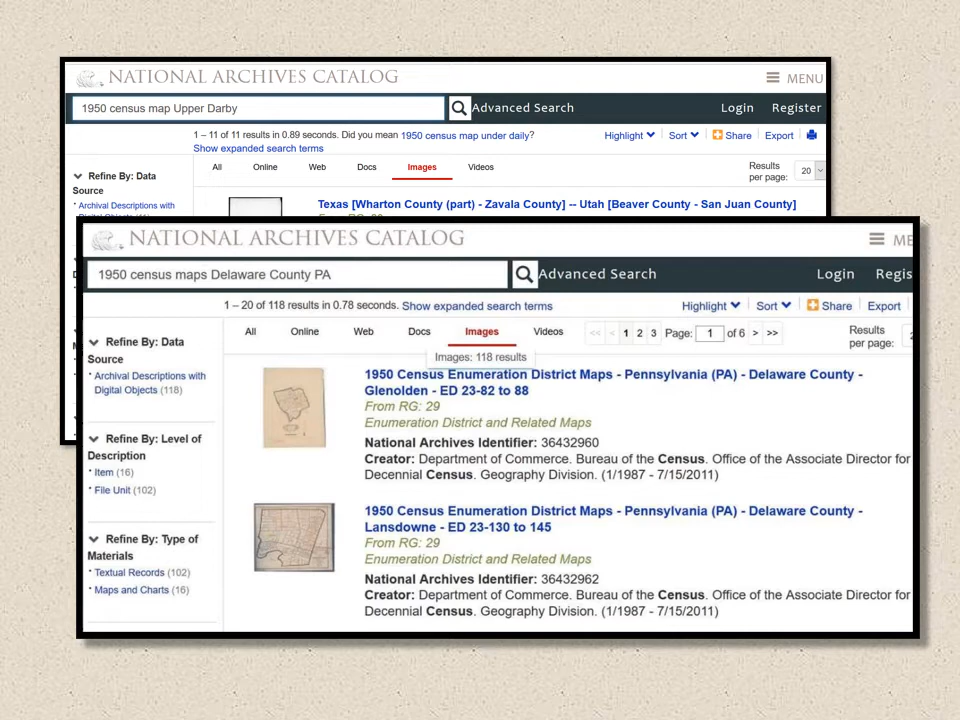 NATIONAL ARCHIVES CATALOG
MENU
1950 census map Upper Darby
Advanced Search
Login Register
1 – 11 of 11 results in 0.89 seconds. Did you mean 1950 census map under daily?
Show expanded search terms
Highlight Sort Share Export
All Online Web Docs Images Videos
Results per page: 20
Refine By: Data
Source
Archival Descriptions with
Texas [Wharton County (part) - Zavala County] -- Utah [Beaver County - San Juan County]
NATIONAL ARCHIVES CATALOG
ME
1950 census maps Delaware County PA
Advanced Search
Login Regis
1 – 20 of 118 results in 0.78 seconds. Show expanded search terms
Highlight Sort Share Export
All Online Web Docs Images Videos << < 1 2 3 Page: 1 of 6 > >>
Results
per page:
Images: 118 results
Refine By: Data
Source
Archival Descriptions with
Digital Objects (118)
Refine By: Level of
Description
Item (16)
File Unit (102)
Refine By: Type of
Materials
Textual Records (102)
Maps and Charts (16)
1950 Census Enumeration District Maps - Pennsylvania (PA) - Delaware County -
Glenolden - ED 23-82 to 88
From RG: 29
Enumeration District and Related Maps
National Archives Identifier: 36432960
Creator: Department of Commerce. Bureau of the Census. Office of the Associate Director for
Decennial Census. Geography Division. (1/1987 - 7/15/2011)
1950 Census Enumeration District Maps - Pennsylvania (PA) - Delaware County -
Lansdowne - ED 23-130 to 145
From RG: 29
Enumeration District and Related Maps
National Archives Identifier: 36432962
Creator: Department of Commerce. Bureau of the Census. Office of the Associate Director for
Decennial Census. Geography Division. (1/1987 - 7/15/2011)